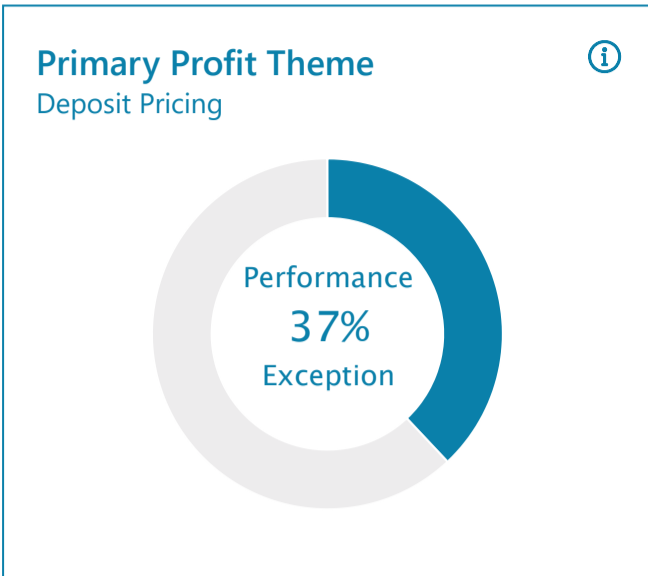 Primary Profit Theme
Deposit Pricing
Performance
37%
Exception